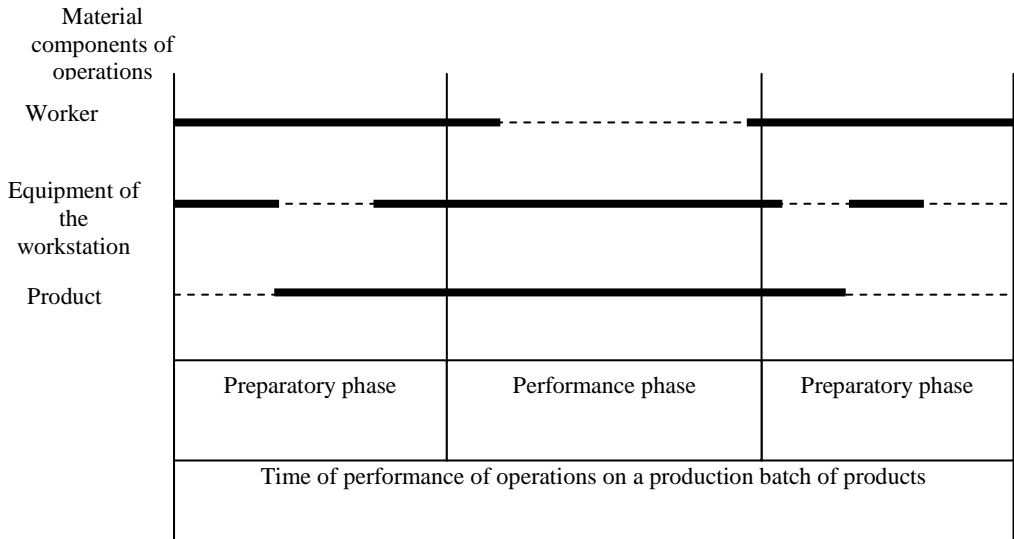 Material
components of
operations
Worker
Equipment of
the
workstation
Product
Preparatory phase
Performance phase
Preparatory phase
Time of performance of operations on a production batch of products